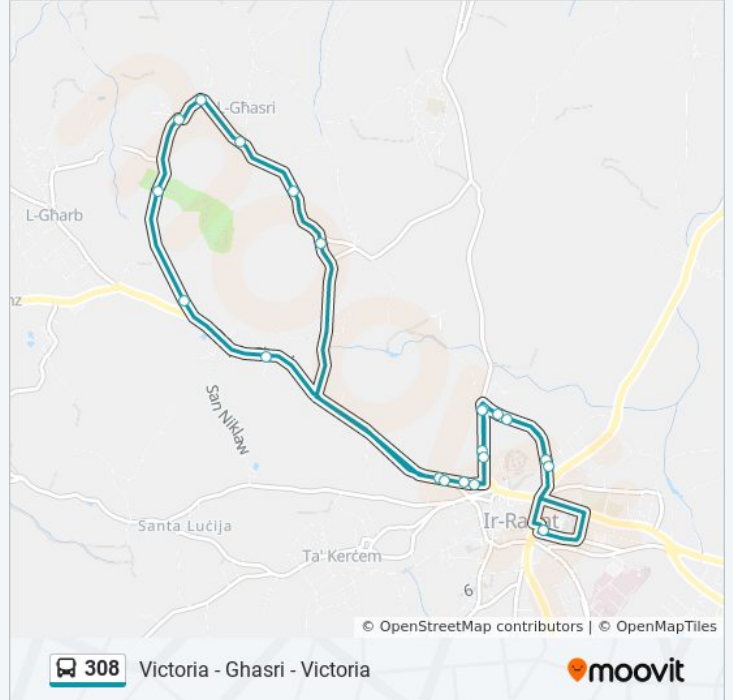 L-Għasri
L-Għarb
nz
San Niklaw
Santa Luċija
Ir-Rabat
Ta' Kerċem
6
© OpenStreetMap contributors | © OpenMapTiles
308 Victoria - Ghasri - Victoria
moovit